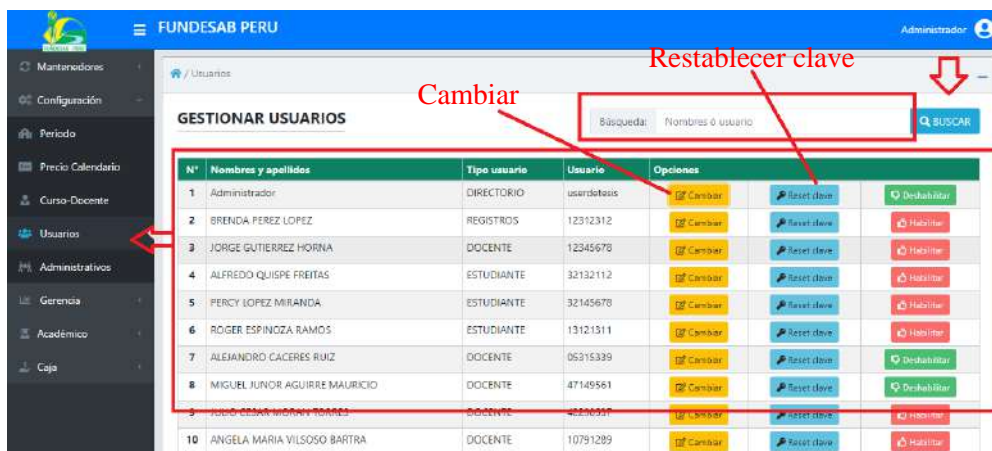 FUNDESAB PERU
Administrador
FUNDESAB PERU
Mantenedores
Configuración
Periodo
Precio Calendario
Curso-Docente
Usuarios
Administrativos
Gerencia
Académico
Caja
/ Usuarios
Restablecer clave
Cambiar
GESTIONAR USUARIOS
Búsqueda: Nombres ó usuario BUSCAR
N° Nombres y apellidos Tipo usuario Usuario Opciones
1 Administrador DIRECTORIO userdetesis Cambiar Reset clave Deshabilitar
2 BRENDA PEREZ LOPEZ REGISTROS 12312312 Cambiar Reset clave Habilitar
3 JORGE GUTIERREZ HORNA DOCENTE 12345678 Cambiar Reset clave Habilitar
4 ALFREDO QUISPE FREITAS ESTUDIANTE 32132112 Cambiar Reset clave Habilitar
5 PERCY LOPEZ MIRANDA ESTUDIANTE 32145678 Cambiar Reset clave Habilitar
6 ROGER ESPINOZA RAMOS ESTUDIANTE 13121311 Cambiar Reset clave Habilitar
7 ALEJANDRO CACERES RUIZ DOCENTE 05315339 Cambiar Reset clave Deshabilitar
8 MIGUEL JUNOR AGUIRRE MAURICIO DOCENTE 47149561 Cambiar Reset clave Deshabilitar
9 JULIO CESAR MORAN TORRES DOCENTE Cambiar Reset clave Habilitar
10 ANGELA MARIA VILSOSO BARTRA DOCENTE 10791289 Cambiar Reset clave Habilitar